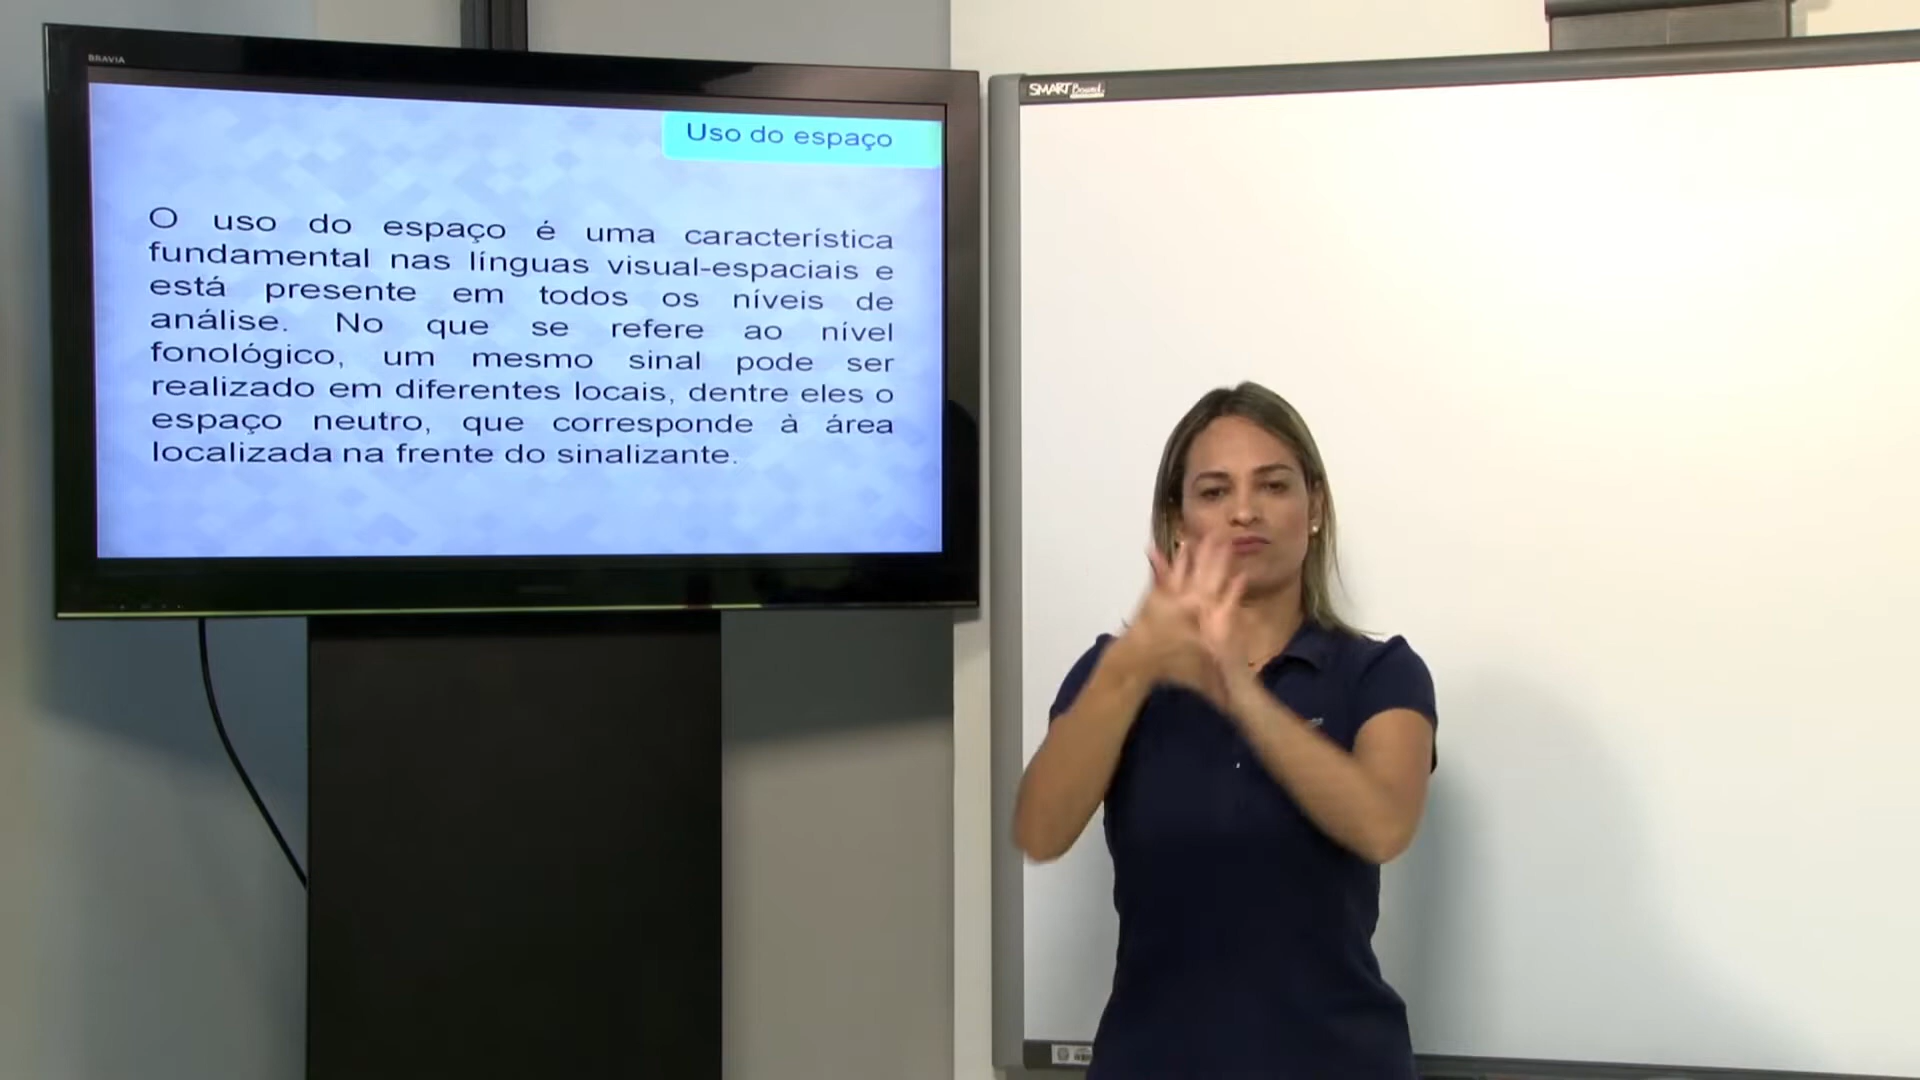 BRAVIA
SMART Board
Uso do espaço
O uso do espaço é uma característica
fundamental nas línguas visual-espaciais e
está presente em todos os níveis de
análise. No que se refere ao nível
fonológico, um mesmo sinal pode ser
realizado em diferentes locais, dentre eles o
espaço neutro, que corresponde à área
localizada na frente do sinalizante.